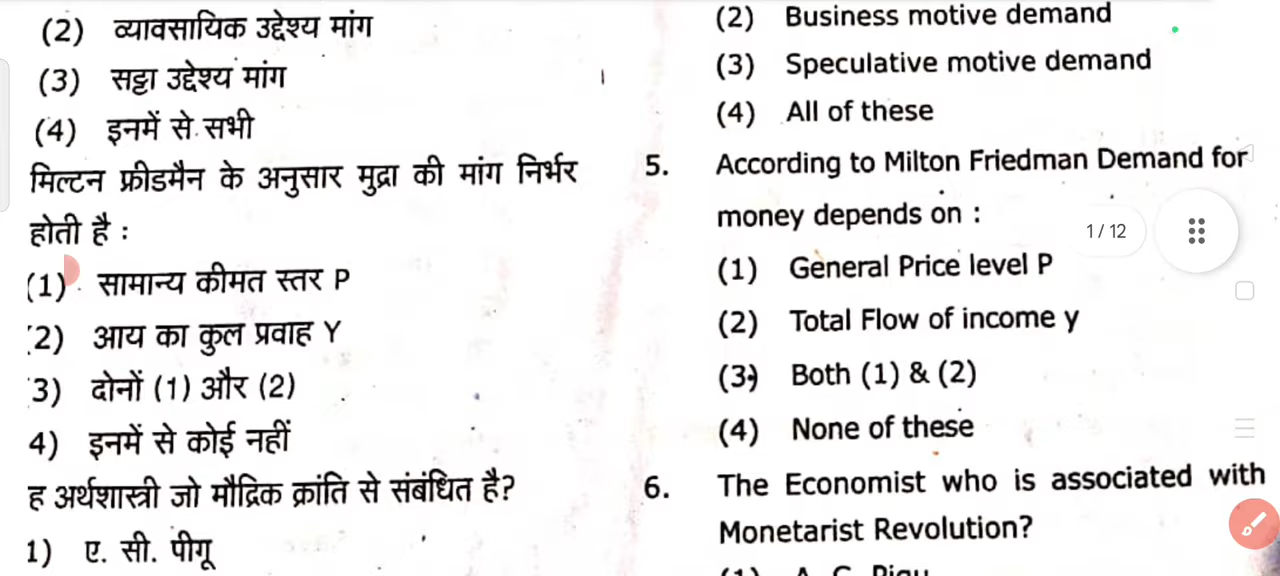 (2) व्यावसायिक उद्देश्य मांग
(3) सट्टा उद्देश्य मांग
(4) इनमें से सभी
मिल्टन फ्रीडमैन के अनुसार मुद्रा की मांग निर्भर
होती है :
(1) सामान्य कीमत स्तर P
2) आय का कुल प्रवाह Y
3) दोनों (1) और (2)
4) इनमें से कोई नहीं
ह अर्थशास्त्री जो मौद्रिक क्रांति से संबंधित है?
1) ए. सी. पीगू
(2) Business motive demand
(3) Speculative motive demand
(4) All of these
5. According to Milton Friedman Demand for
money depends on :
(1) General Price level P
(2) Total Flow of income y
(3) Both (1) & (2)
(4) None of these
6. The Economist who is associated with
Monetarist Revolution?
(1) A. C. Pigu
1 / 12